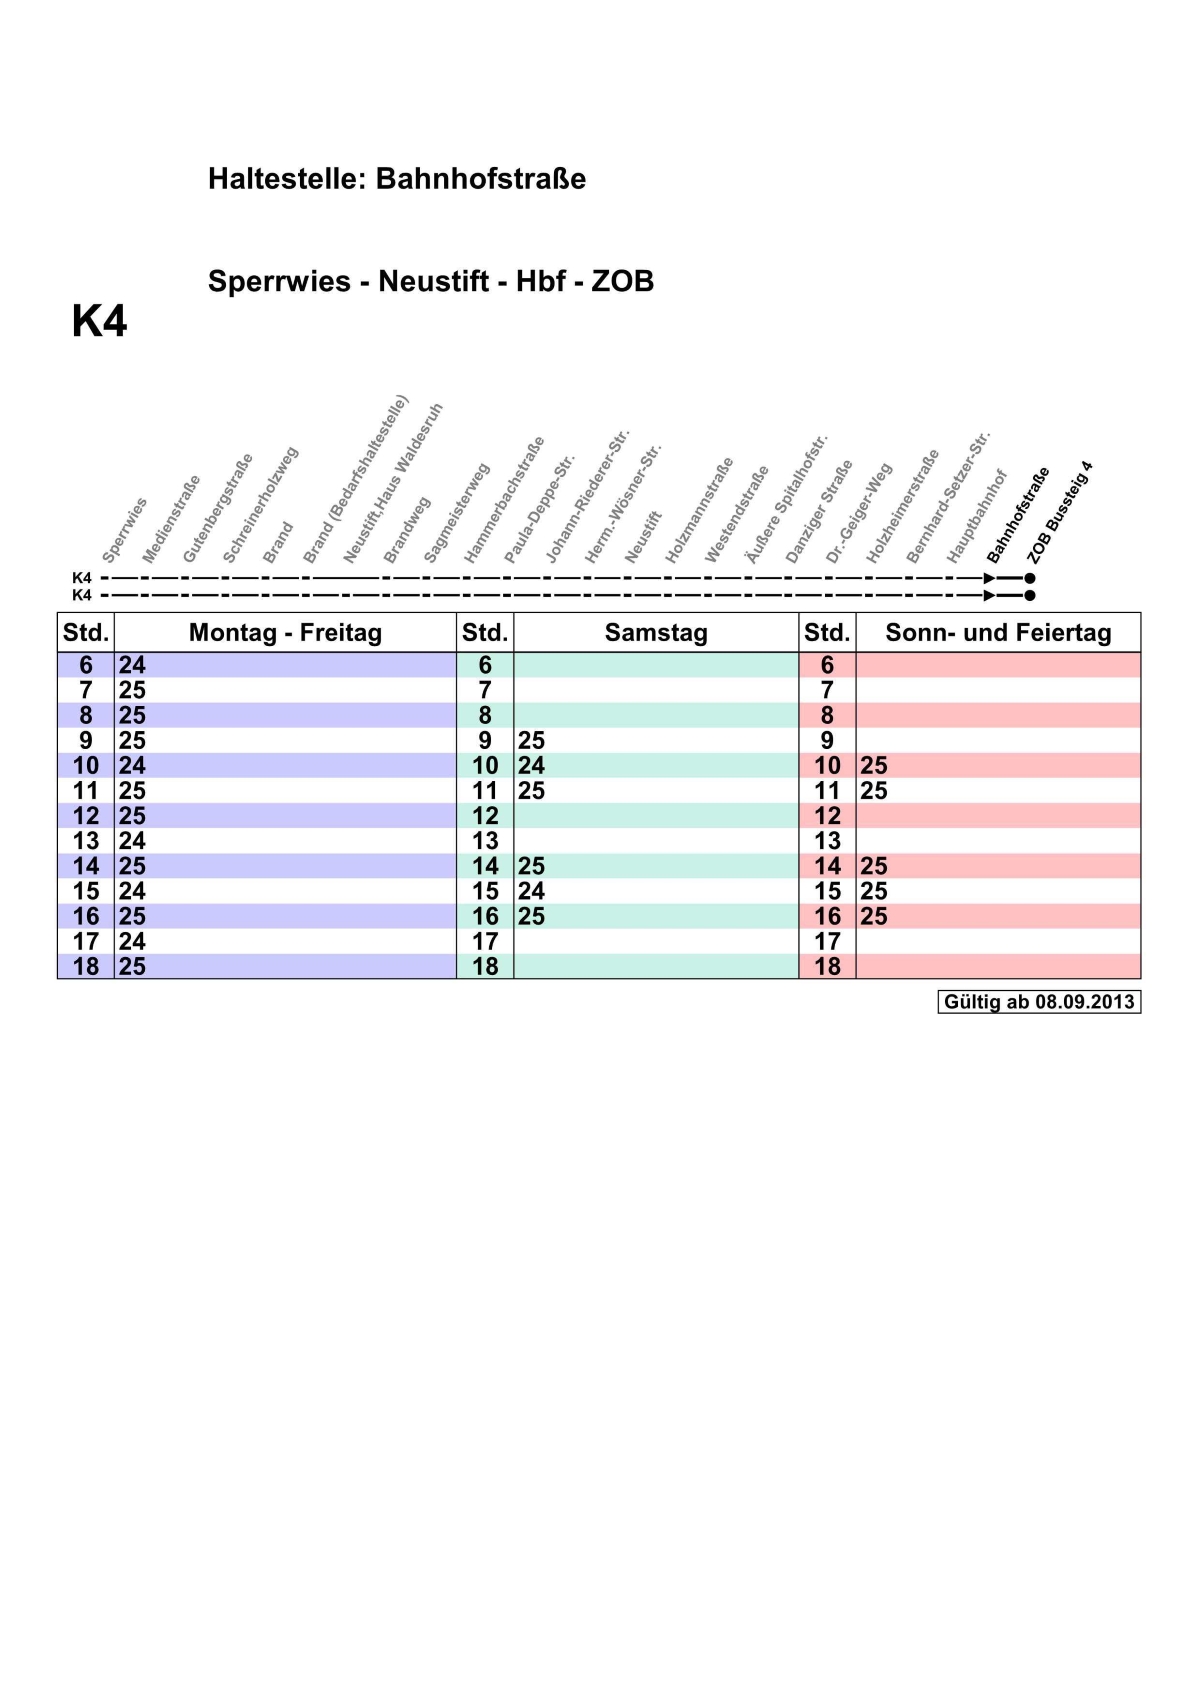 Haltestelle: Bahnhofstraße
Sperrwies - Neustift - Hbf - ZOB
K4
Sperrwies
Medienstraße
Gutenbergstraße
Schreinerholzweg
Brand
Brand (Bedarfshaltestelle)
Neustift,Haus Waldesruh
Brandweg
Sagmeisterweg
Hammerbachstraße
Paula-Deppe-Str.
Johann-Riederer-Str.
Herm.-Wösner-Str.
Neustift
Holzmannstraße
Westendstraße
Äußere Spitalhofstr.
Danziger Straße
Dr.-Geiger-Weg
Holzheimerstraße
Bernhard-Setzer-Str.
Hauptbahnhof
Bahnhofstraße
ZOB Bussteig 4
K4
K4
Std. Montag - Freitag Std. Samstag Std. Sonn- und Feiertag
6 24 6 6
7 25 7 7
8 25 8 8
9 25 9 25 9
10 24 10 24 10 25
11 25 11 25 11 25
12 25 12 12
13 24 13 13
14 25 14 25 14 25
15 24 15 24 15 25
16 25 16 25 16 25
17 24 17 17
18 25 18 18
Gültig ab 08.09.2013